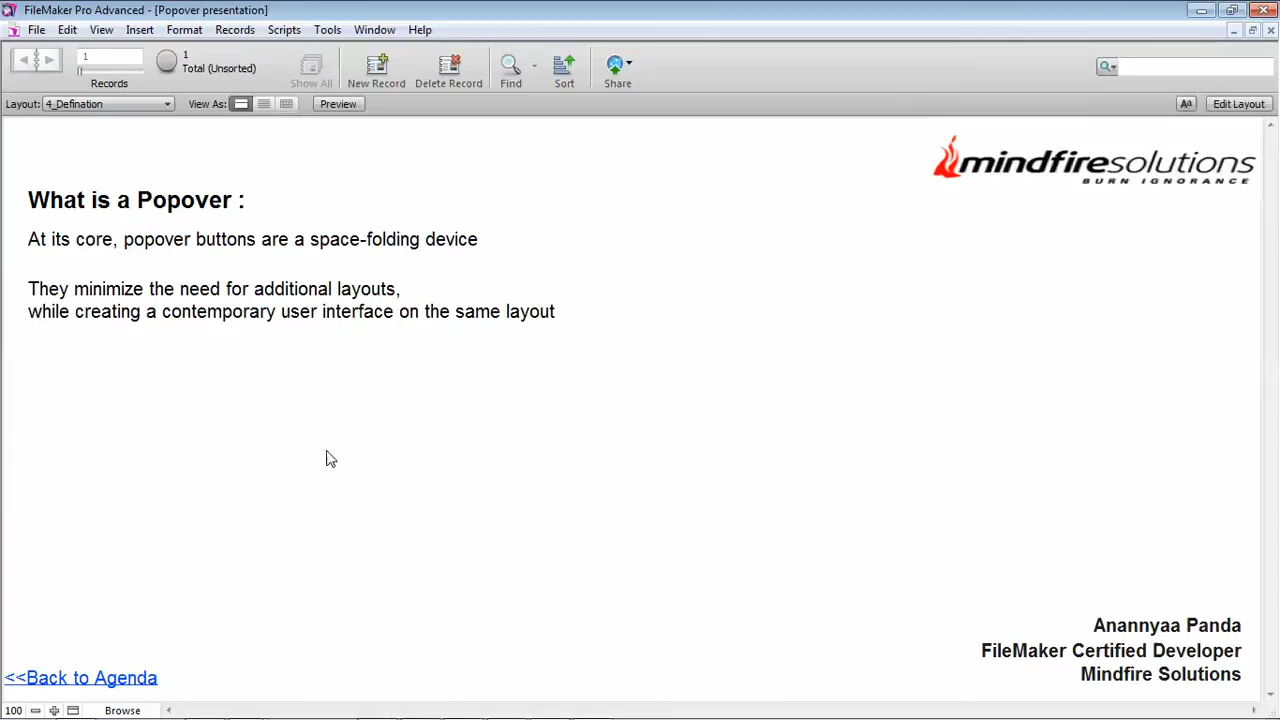 FileMaker Pro Advanced - [Popover presentation]
File Edit View Insert Format Records Scripts Tools Window Help
1
1
Total (Unsorted)
Records
Show All
New Record
Delete Record
Find
Sort
Share
Layout: 4_Defination
View As:
Preview
Aa
Edit Layout
mindfiresolutions
BURN IGNORANCE
What is a Popover :
At its core, popover buttons are a space-folding device
They minimize the need for additional layouts,
while creating a contemporary user interface on the same layout
Anannyaa Panda
FileMaker Certified Developer
Mindfire Solutions
<<Back to Agenda
100
Browse